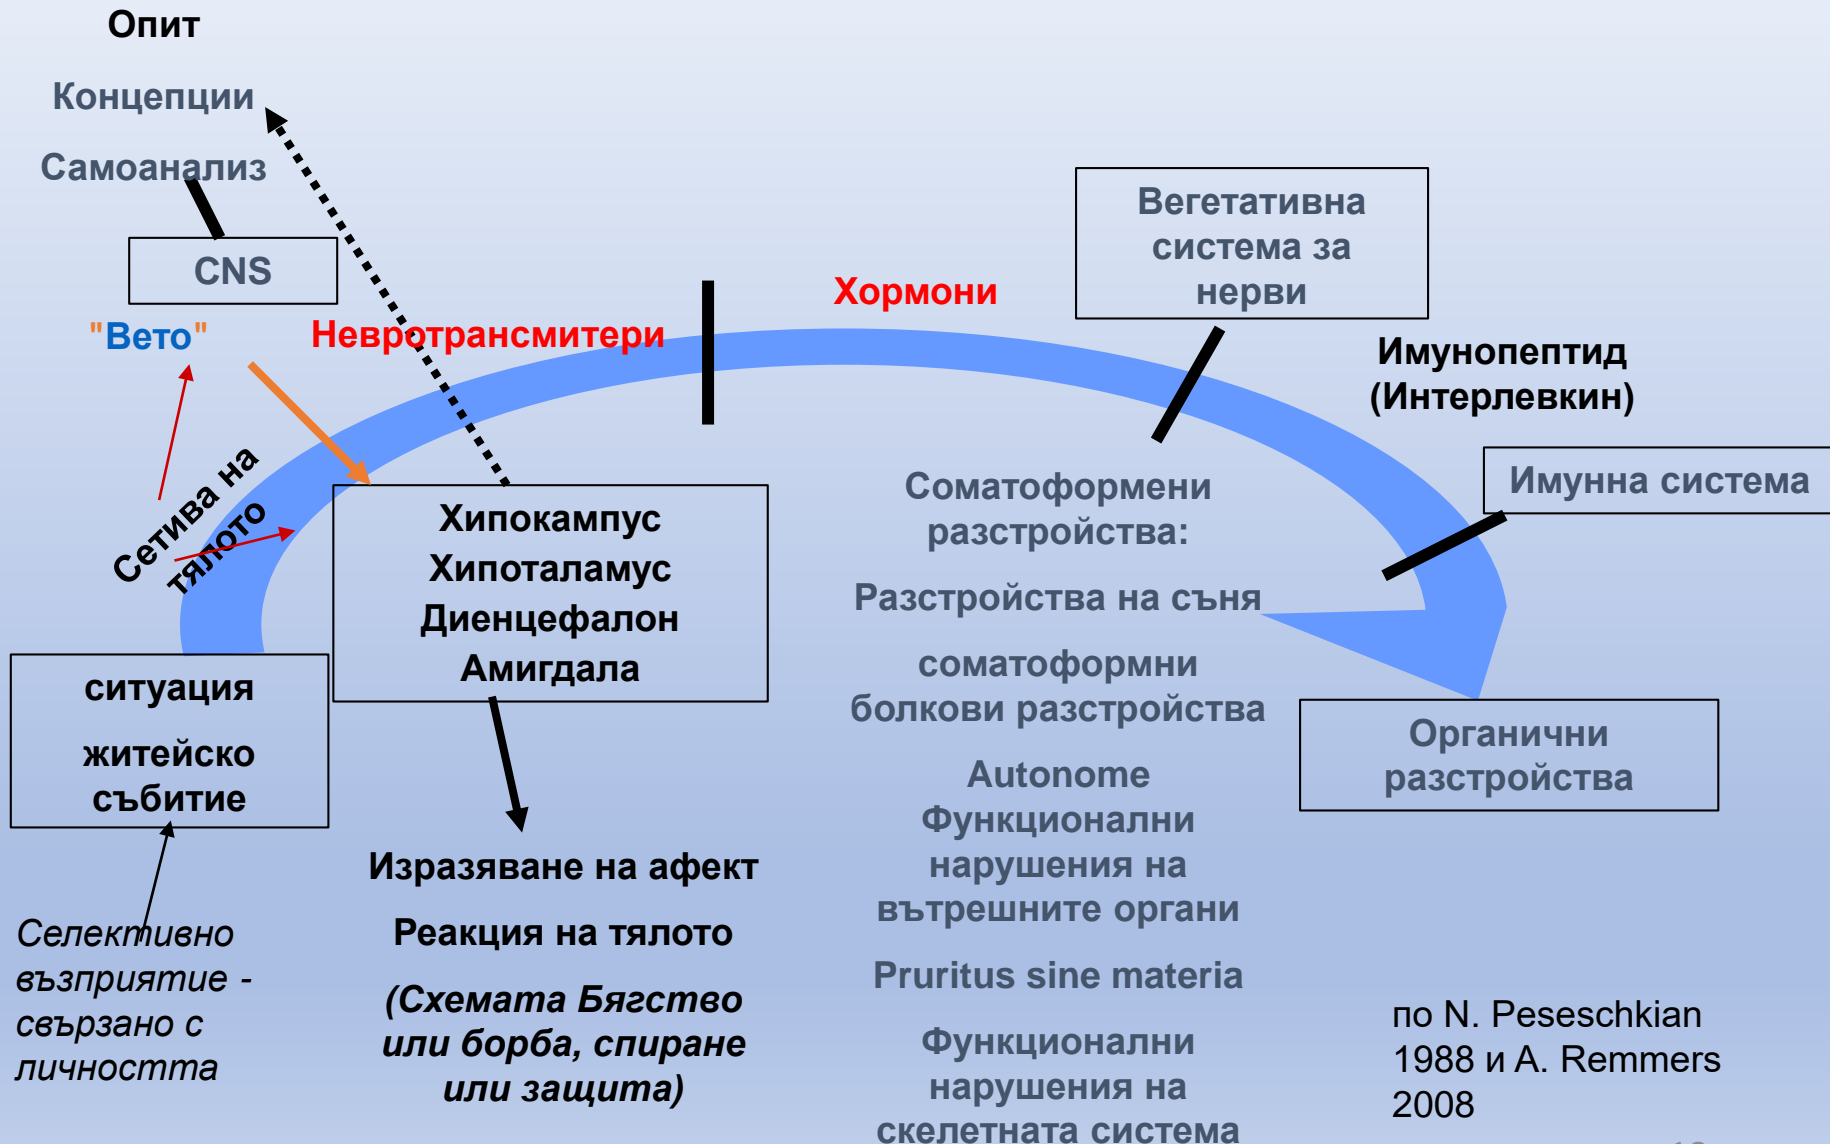 Опит
Концепции
Самоанализ
CNS
"Вето"
Невротрансмитери
Хормони
Вегетативна
система за
нерви
Имунопептид
(Интерлевкин)
Имунна система
Сетива на
тялото
Хипокампус
Хипоталамус
Диенцефалон
Амигдала
ситуация
житейско
събитие
Селективно
възприятие -
свързано с
личността
Изразяване на афект
Реакция на тялото
(Схемата Бягство
или борба, спиране
или защита)
Соматоформени
разстройства:
Разстройства на съня
соматоформни
болкови разстройства
Autonome
Функционални
нарушения на
вътрешните органи
Pruritus sine materia
Функционални
нарушения на
скелетната система
Органични
разстройства
по N. Peseschkian
1988 и A. Remmers
2008